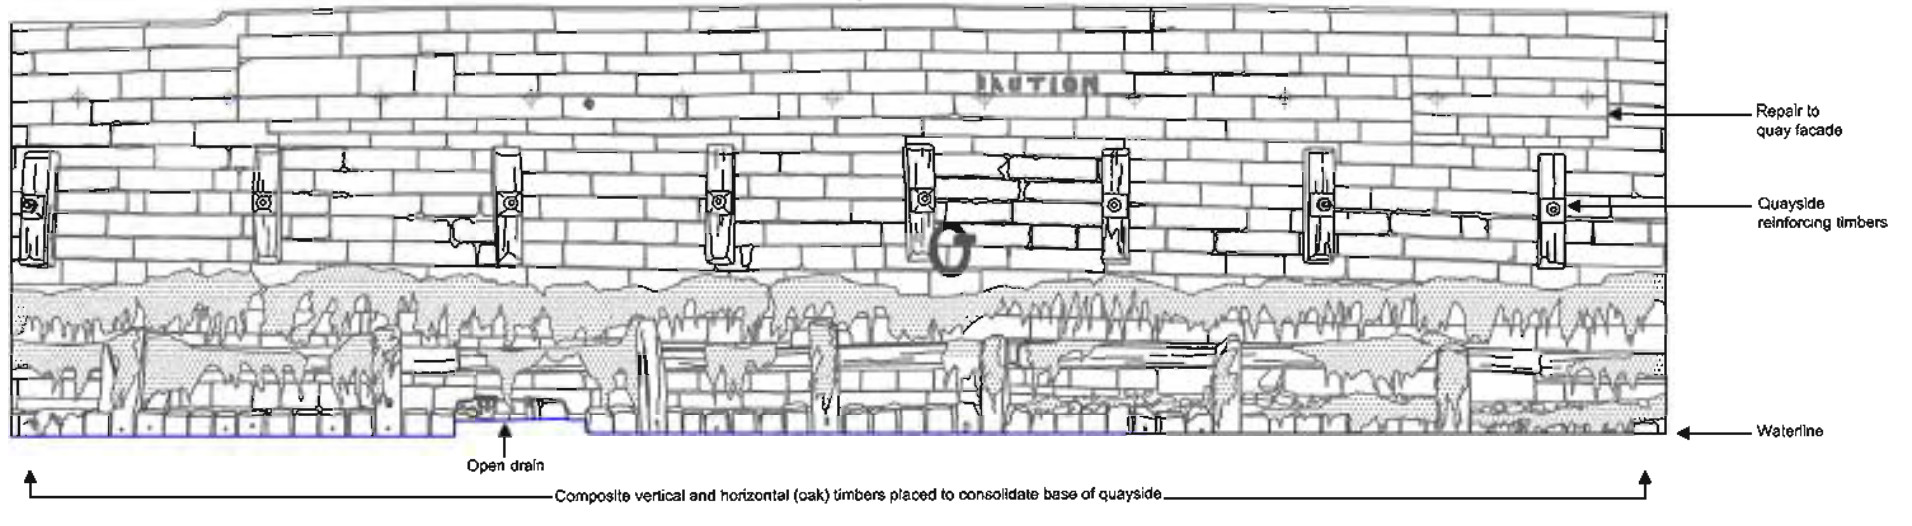 CAUTION
Repair to
quay facade
Quayside
reinforcing timbers
Waterline
Open drain
Composite vertical and horizontal (oak) timbers placed to consolidate base of quayside